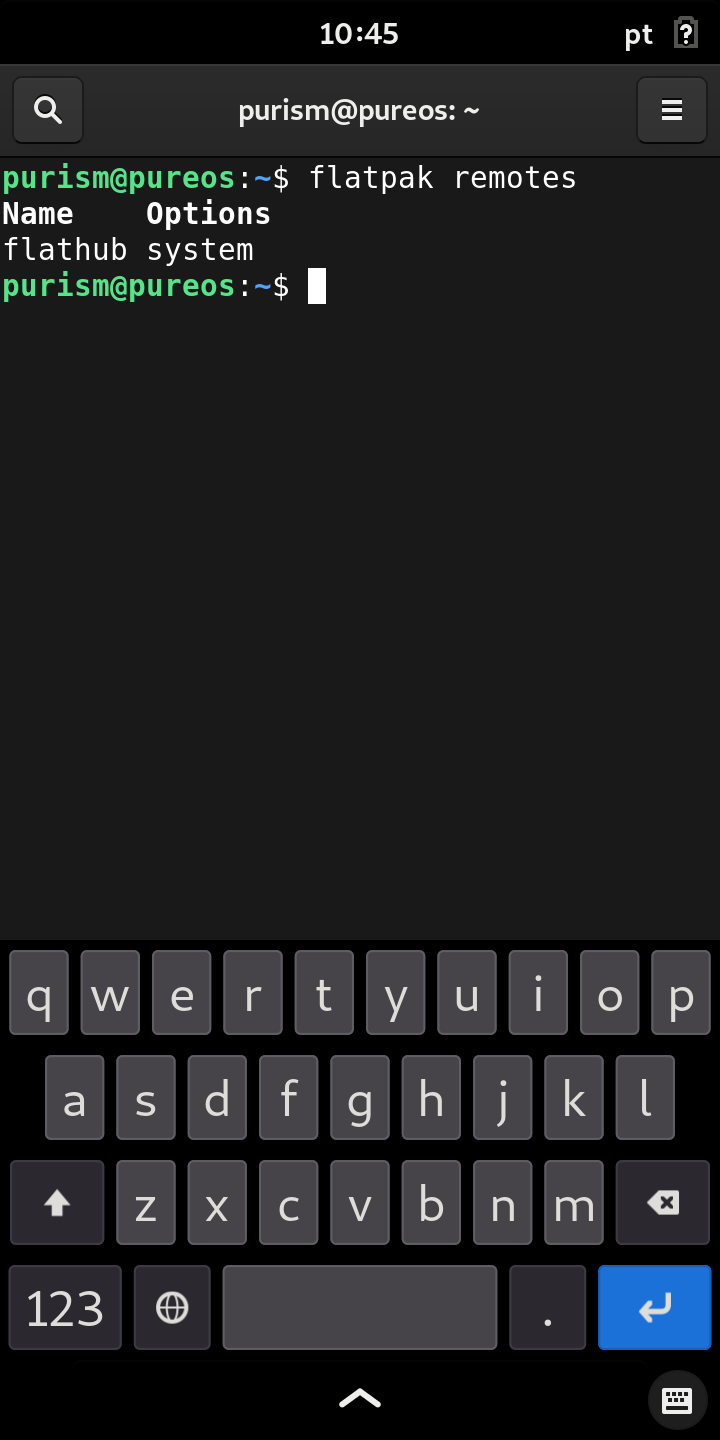 10:45 pt
purism@pureos: ~
purism@pureos:~$ flatpak remotes
Name Options
flathub system
purism@pureos:~$
q w e r t y u i o p
a s d f g h j k l
z x c v b n m
123 .